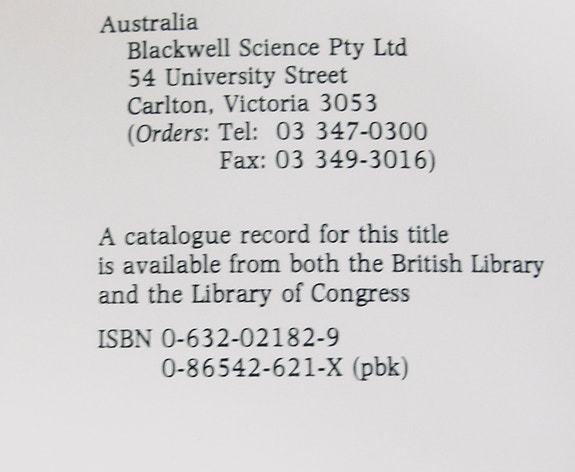 Australia
Blackwell Science Pty Ltd
54 University Street
Carlton, Victoria 3053
(Orders: Tel: 03 347-0300
Fax: 03 349-3016)
A catalogue record for this title
is available from both the British Library
and the Library of Congress
ISBN 0-632-02182-9
0-86542-621-X (pbk)